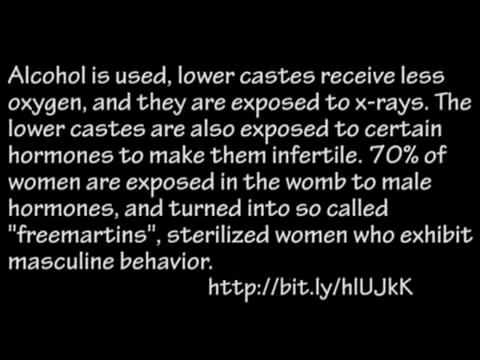 Alcohol is used, lower castes receive less
oxygen, and they are exposed to x-rays. The
lower castes are also exposed to certain
hormones to make them infertile. 70% of
women are exposed in the womb to male
hormones, and turned into so called
"freemartins", sterilized women who exhibit
masculine behavior.
http://bit.ly/hlUJkK